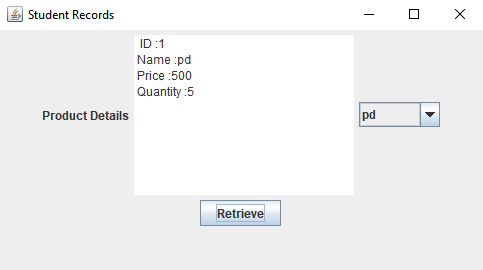 Student Records
ID :1
Name :pd
Price :500
Quantity :5
Product Details
pd
Retrieve